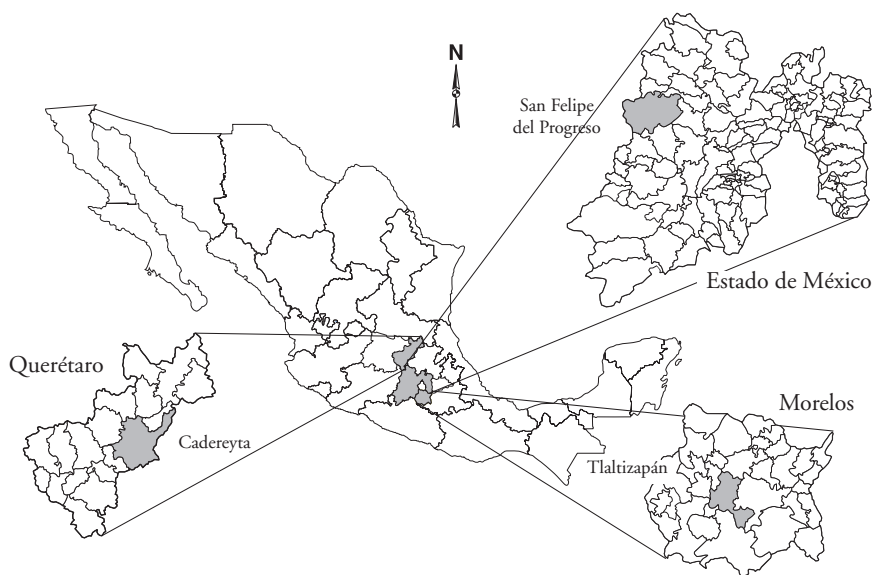 N
San Felipe
del Progreso
Estado de México
Querétaro
Cadereyta
Morelos
Tlaltizapán